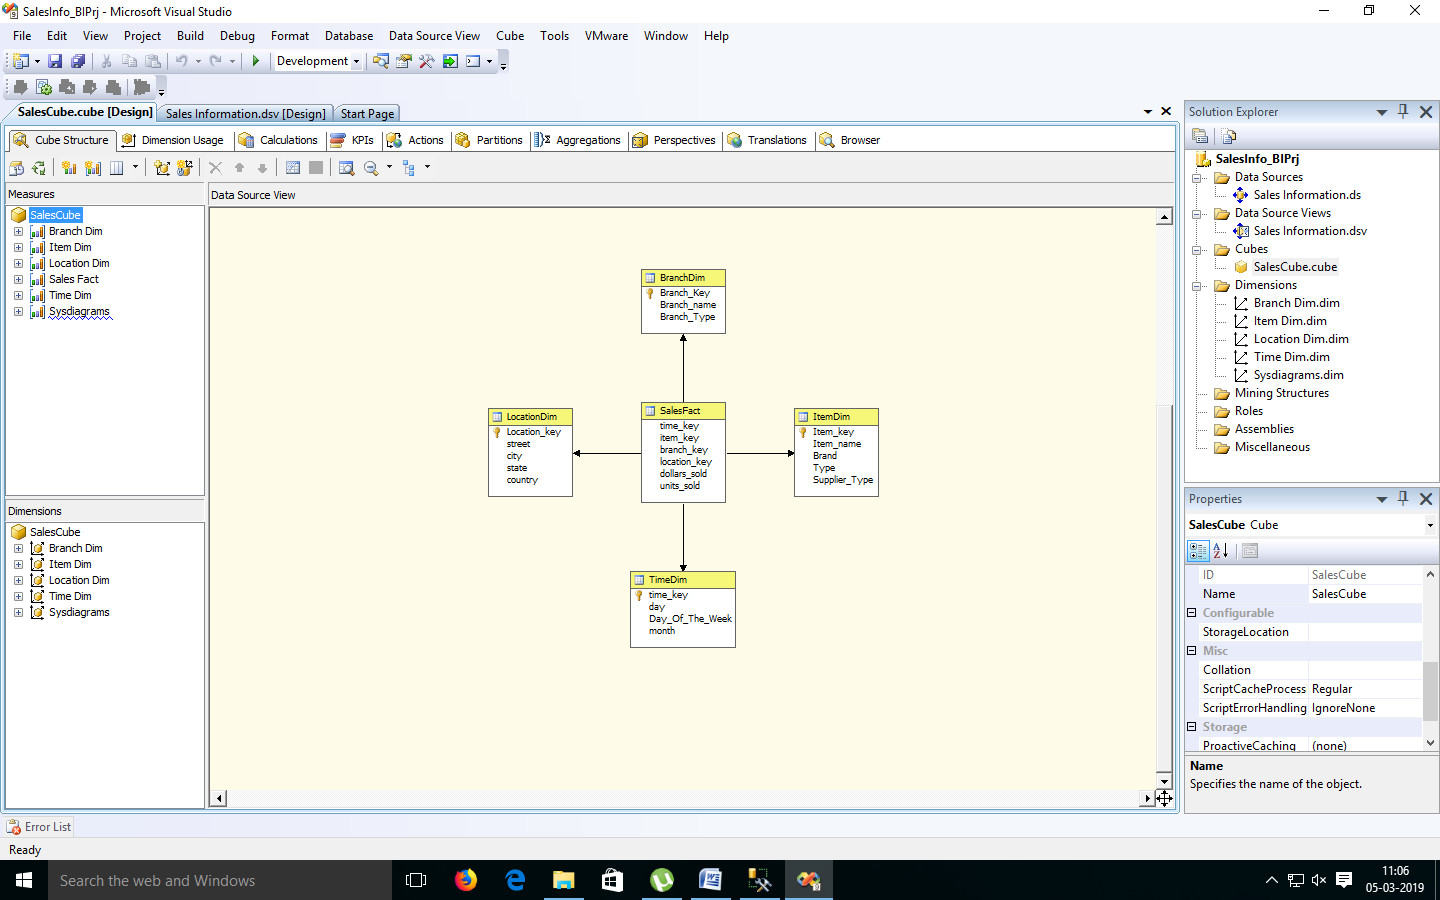 SalesInfo_BIPrj - Microsoft Visual Studio
File Edit View Project Build Debug Format Database Data Source View Cube Tools VMware Window Help
Development
SalesCube.cube [Design] Sales Information.dsv [Design] Start Page
Cube Structure Dimension Usage Calculations KPIs Actions Partitions Aggregations Perspectives Translations Browser
Measures
SalesCube
Branch Dim
Item Dim
Location Dim
Sales Fact
Time Dim
Sysdiagrams
Dimensions
SalesCube
Branch Dim
Item Dim
Location Dim
Time Dim
Sysdiagrams
Data Source View
BranchDim
Branch_Key
Branch_name
Branch_Type
LocationDim
Location_key
street
city
state
country
SalesFact
time_key
item_key
branch_key
location_key
dollars_sold
units_sold
ItemDim
Item_key
Item_name
Brand
Type
Supplier_Type
TimeDim
time_key
day
Day_Of_The_Week
month
Solution Explorer
SalesInfo_BIPrj
Data Sources
Sales Information.ds
Data Source Views
Sales Information.dsv
Cubes
SalesCube.cube
Dimensions
Branch Dim.dim
Item Dim.dim
Location Dim.dim
Time Dim.dim
Sysdiagrams.dim
Mining Structures
Roles
Assemblies
Miscellaneous
Properties
SalesCube Cube
ID SalesCube
Name SalesCube
Configurable
StorageLocation
Misc
Collation
ScriptCacheProcess Regular
ScriptErrorHandling IgnoreNone
Storage
ProactiveCaching (none)
Name
Specifies the name of the object.
Error List
Ready
Search the web and Windows
11:06
05-03-2019